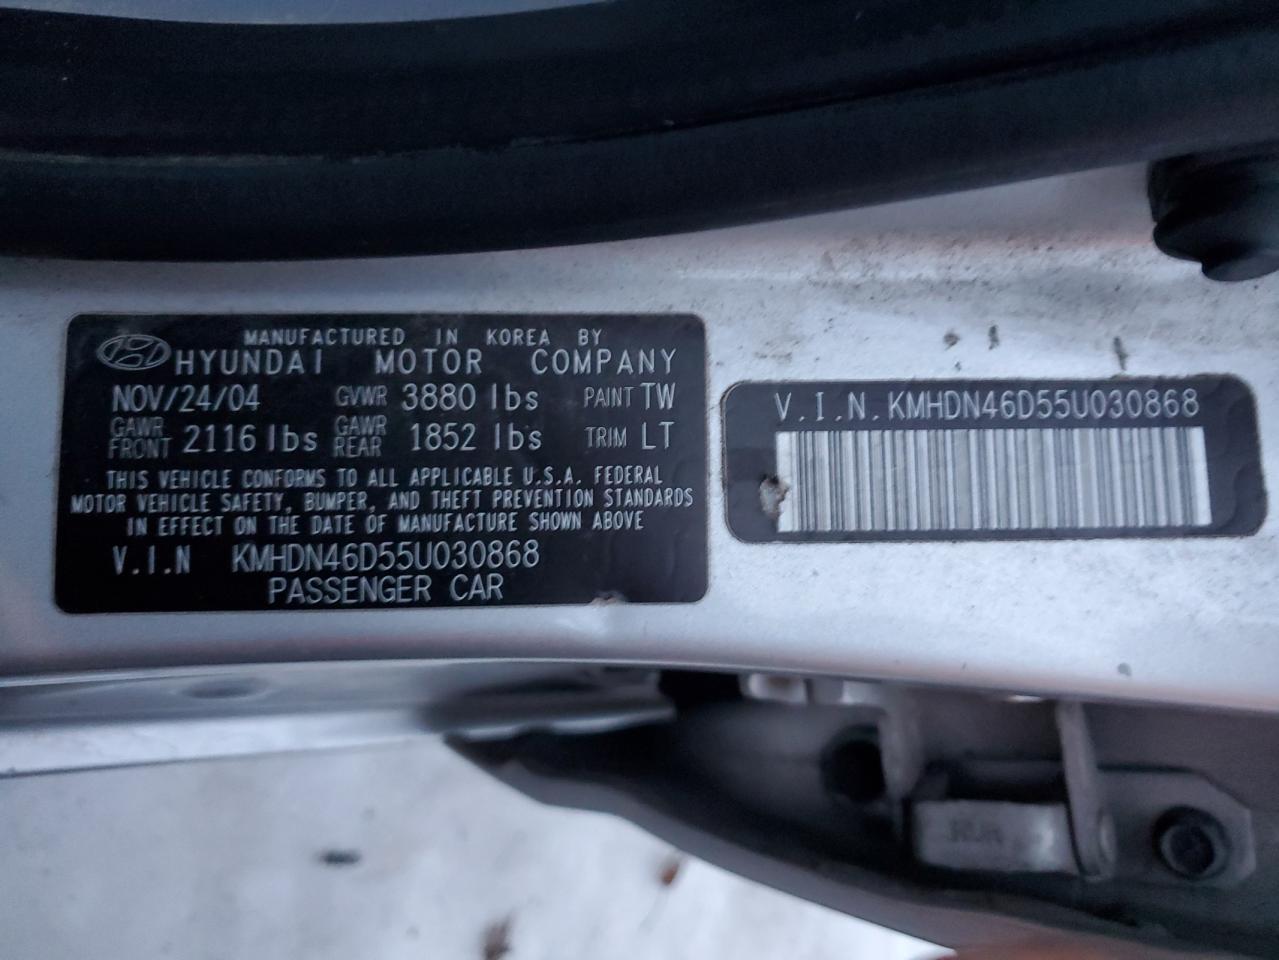 MANUFACTURED IN KOREA BY
HYUNDAI MOTOR COMPANY
NOV/24/04 GVWR 3880 lbs PAINT TW
GAWR FRONT 2116 lbs GAWR REAR 1852 lbs TRIM LT
THIS VEHICLE CONFORMS TO ALL APPLICABLE U.S.A. FEDERAL
MOTOR VEHICLE SAFETY, BUMPER, AND THEFT PREVENTION STANDARDS
IN EFFECT ON THE DATE OF MANUFACTURE SHOWN ABOVE
V.I.N KMHDN46D55U030868
PASSENGER CAR
V.I.N.KMHDN46D55U030868